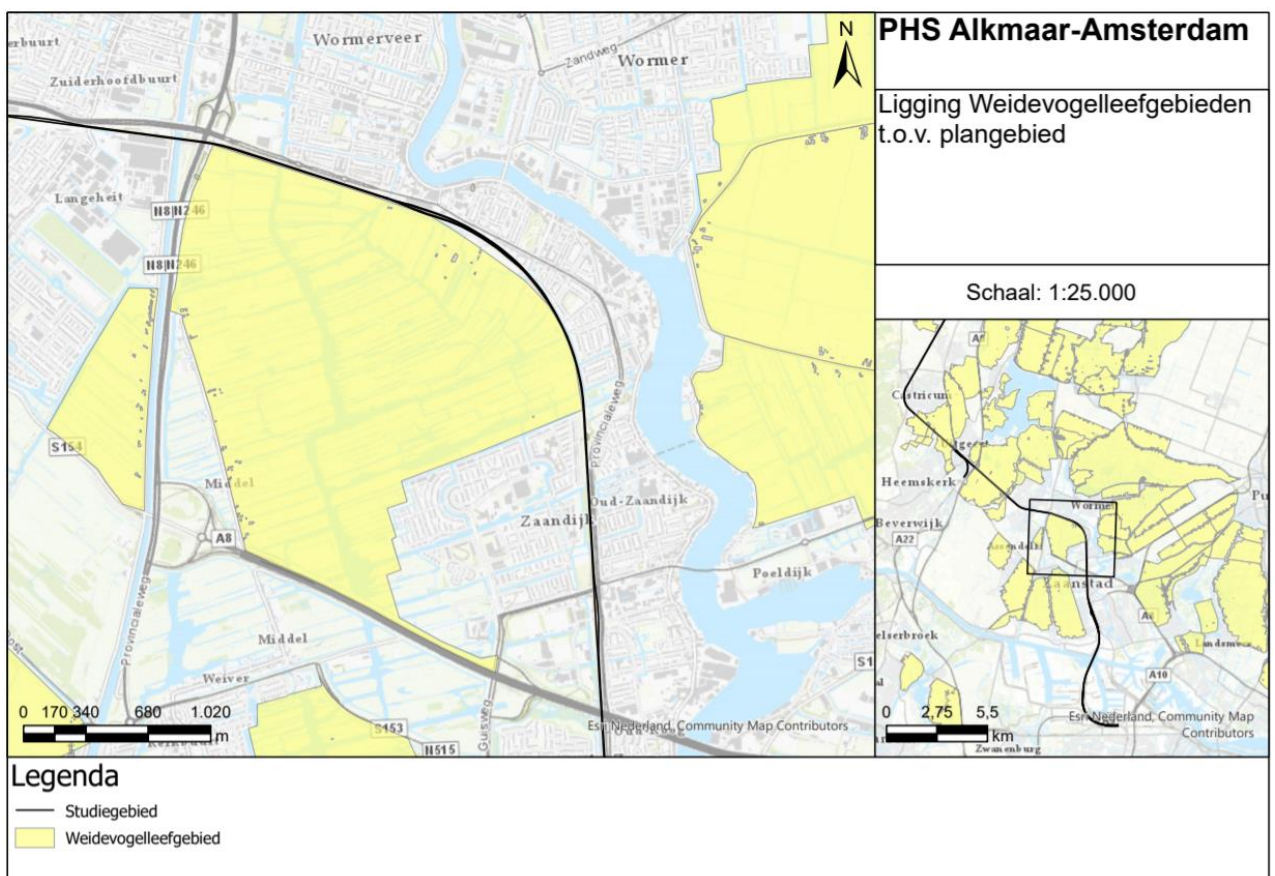 PHS Alkmaar-Amsterdam
Ligging Weidevogelleefgebieden
t.o.v. plangebied
Schaal: 1:25.000
N
Wormerveer
Zandweg
Wormer
Zuiderhoofdbuurt
Langeheit
N8|N246
N8|N246
S154
Middel
A8
Zaandijk
Oud-Zaandijk
Provincialeweg
Poeldijk
Provincialeweg
Middel
Weiver
Guisweg
S153
N515
0 170 340 680 1.020
m
Esri Nederland, Community Map Contributors
Castricum
Heemskerk
Beverwijk
A22
Zaanstad
A10
0 2,75 5,5
km
Zwanenburg
Esri Nederland, Community Map
Contributors
Legenda
Studiegebied
Weidevogelleefgebied